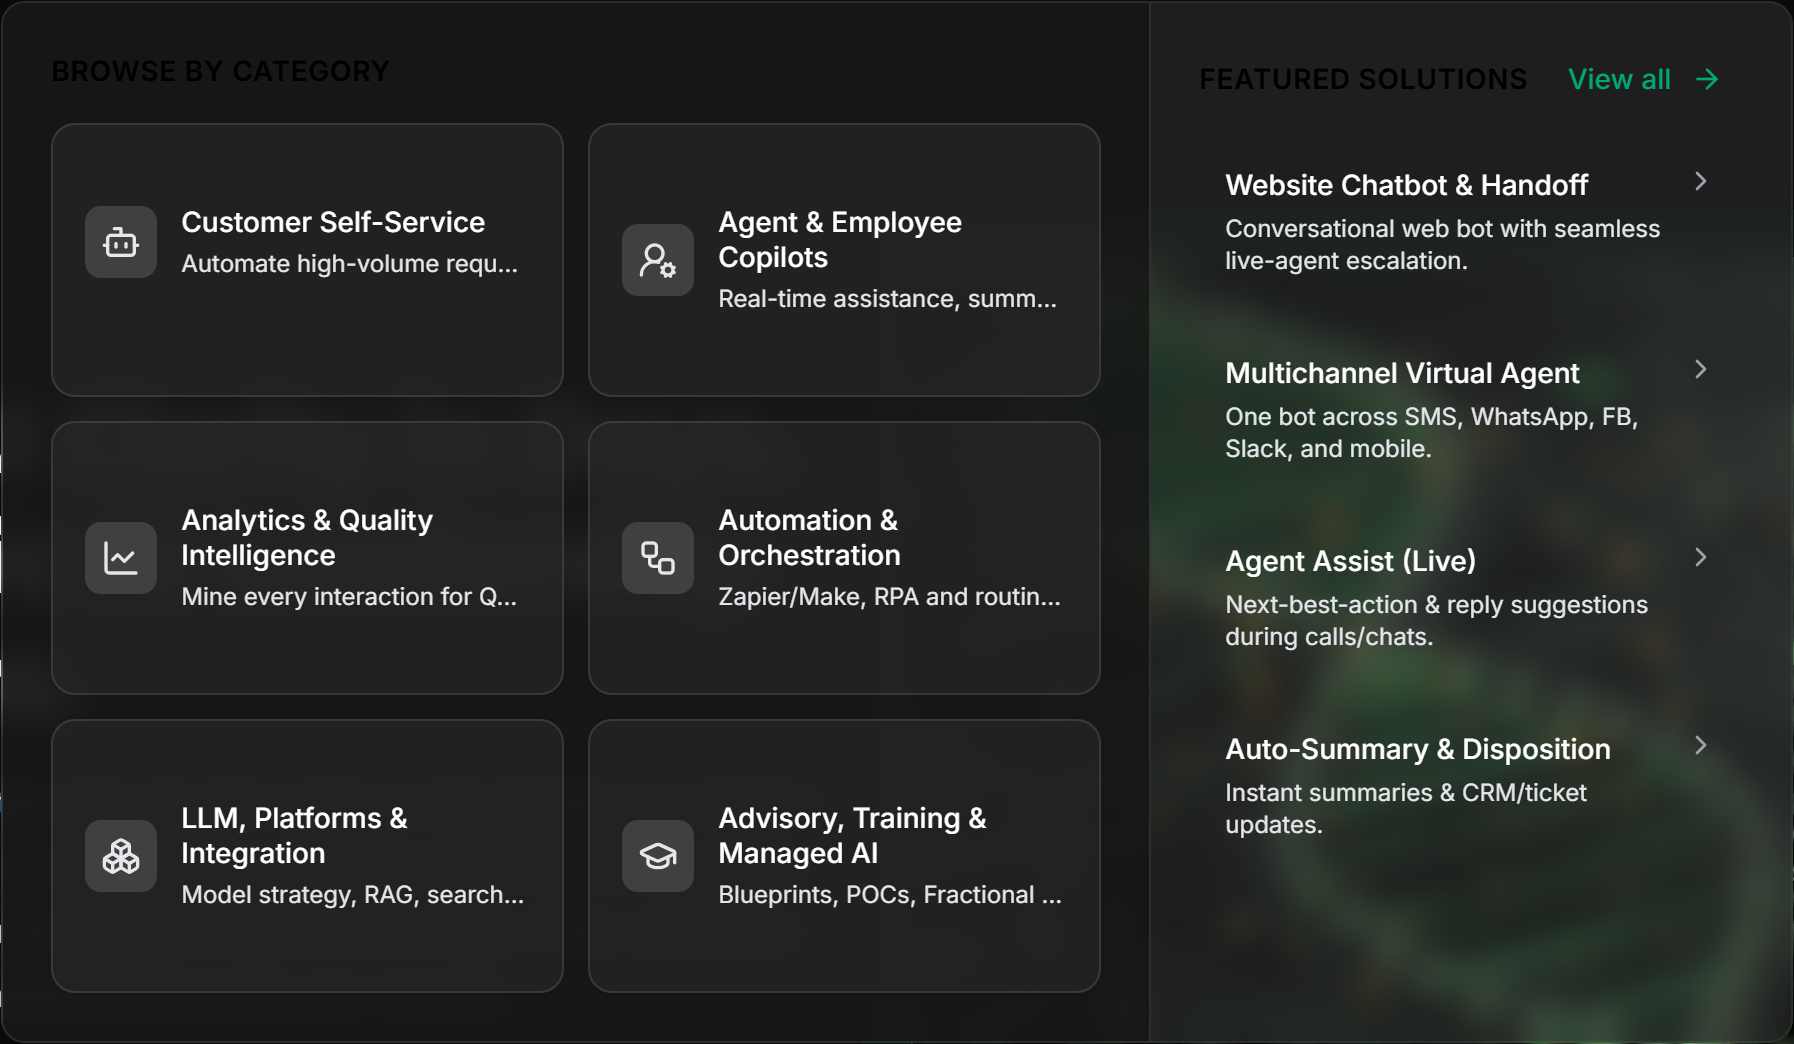 BROWSE BY CATEGORY
Customer Self-Service
Automate high-volume requ...
Agent & Employee
Copilots
Real-time assistance, summ...
Analytics & Quality
Intelligence
Mine every interaction for Q...
Automation &
Orchestration
Zapier/Make, RPA and routin...
LLM, Platforms &
Integration
Model strategy, RAG, search...
Advisory, Training &
Managed AI
Blueprints, POCs, Fractional ...
FEATURED SOLUTIONS View all →
Website Chatbot & Handoff
Conversational web bot with seamless
live-agent escalation.
Multichannel Virtual Agent
One bot across SMS, WhatsApp, FB,
Slack, and mobile.
Agent Assist (Live)
Next-best-action & reply suggestions
during calls/chats.
Auto-Summary & Disposition
Instant summaries & CRM/ticket
updates.